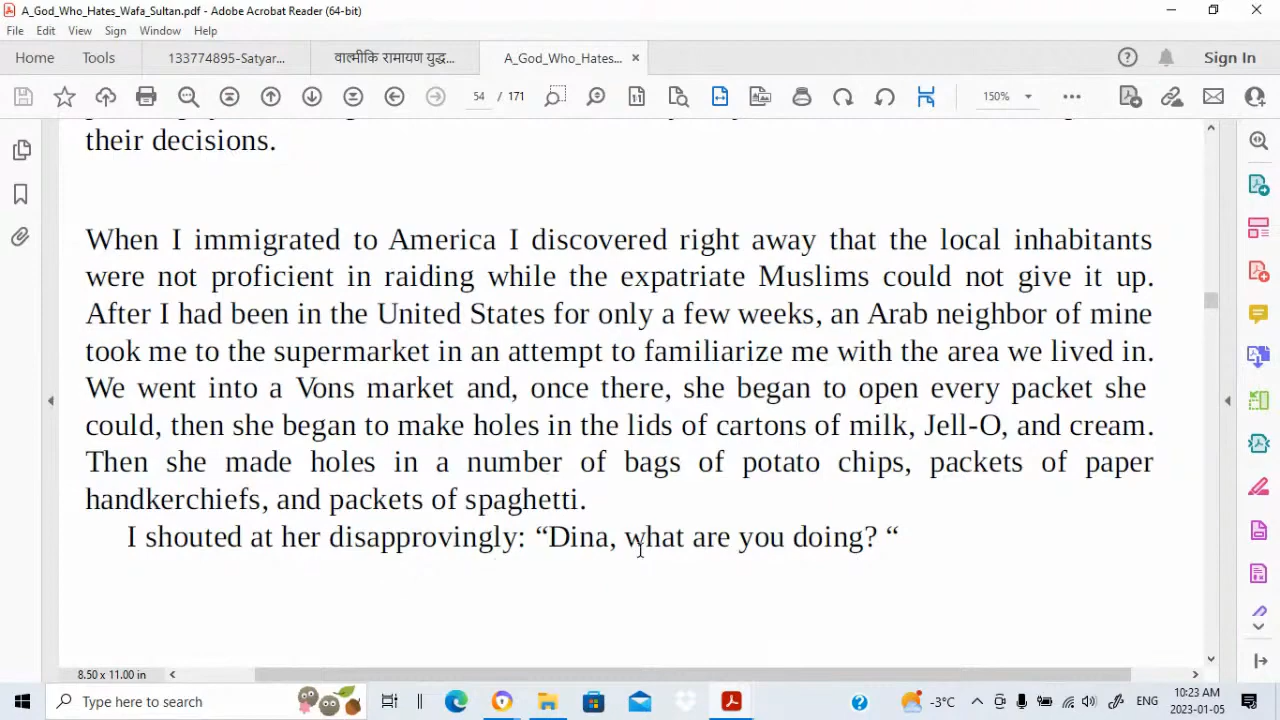 A_God_Who_Hates_Wafa_Sultan.pdf - Adobe Acrobat Reader (64-bit)
File Edit View Sign Window Help
Home Tools 133774895-Satyar... वाल्मीकि रामायण युद्ध... A_God_Who_Hates... Sign In
54 / 171 150%
their decisions.
When I immigrated to America I discovered right away that the local inhabitants
were not proficient in raiding while the expatriate Muslims could not give it up.
After I had been in the United States for only a few weeks, an Arab neighbor of mine
took me to the supermarket in an attempt to familiarize me with the area we lived in.
We went into a Vons market and, once there, she began to open every packet she
could, then she began to make holes in the lids of cartons of milk, Jell-O, and cream.
Then she made holes in a number of bags of potato chips, packets of paper
handkerchiefs, and packets of spaghetti.
I shouted at her disapprovingly: “Dina, what are you doing? “
8.50 x 11.00 in
Type here to search -3°C ENG 10:23 AM
2023-01-05